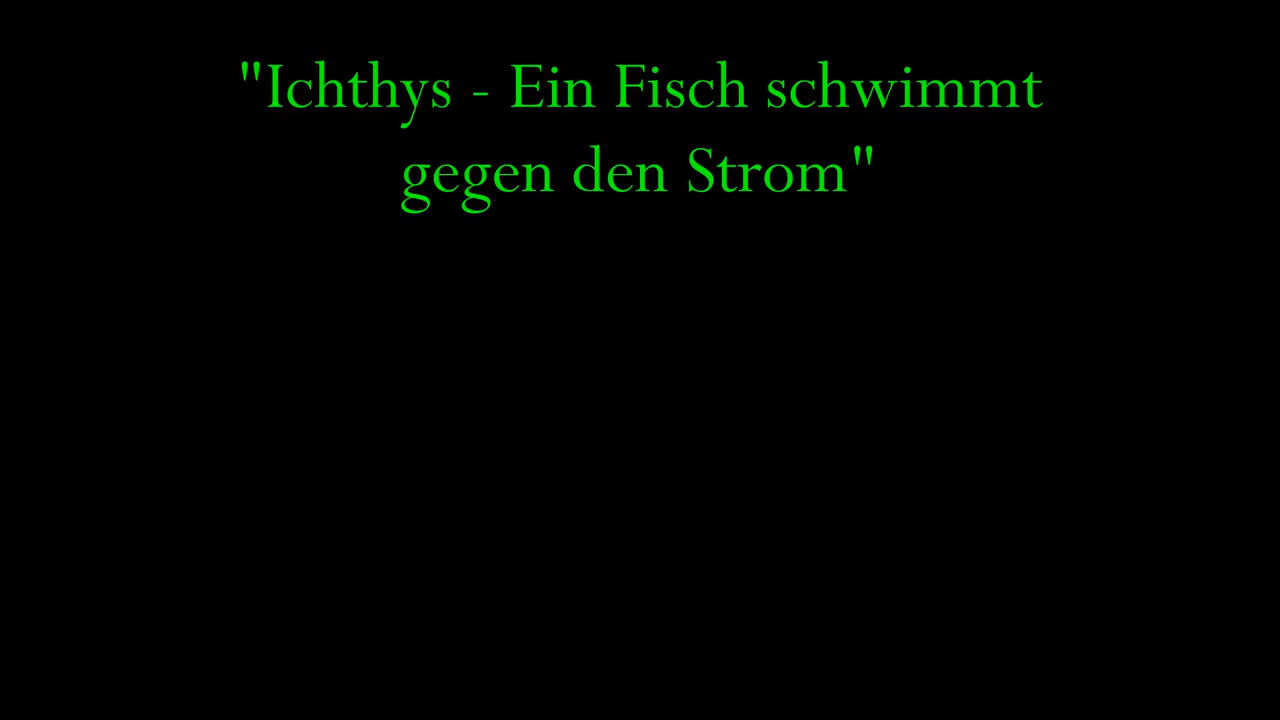 "Ichthys - Ein Fisch schwimmt
gegen den Strom"